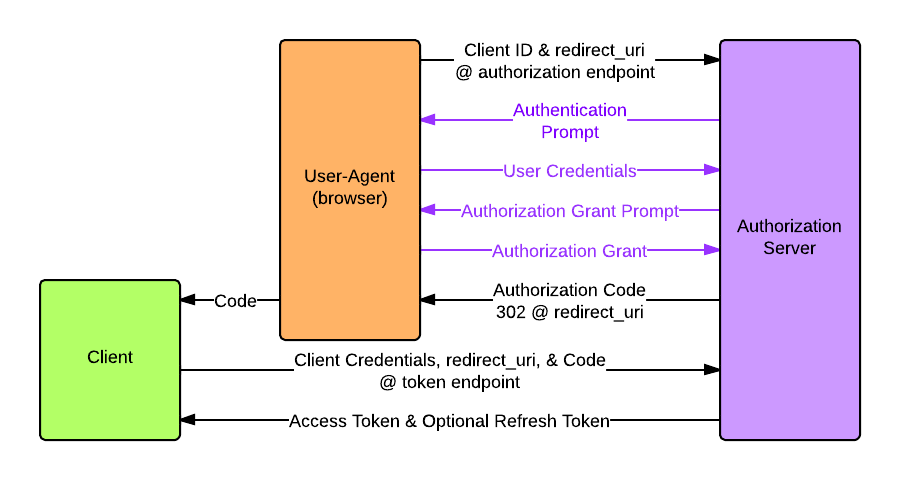 Client ID & redirect_uri
@ authorization endpoint
Authentication
Prompt
User-Agent
(browser)
User Credentials
Authorization Grant Prompt
Authorization
Server
Authorization Grant
Authorization Code
302 @ redirect_uri
Code
Client
Client Credentials, redirect_uri, & Code
@ token endpoint
Access Token & Optional Refresh Token